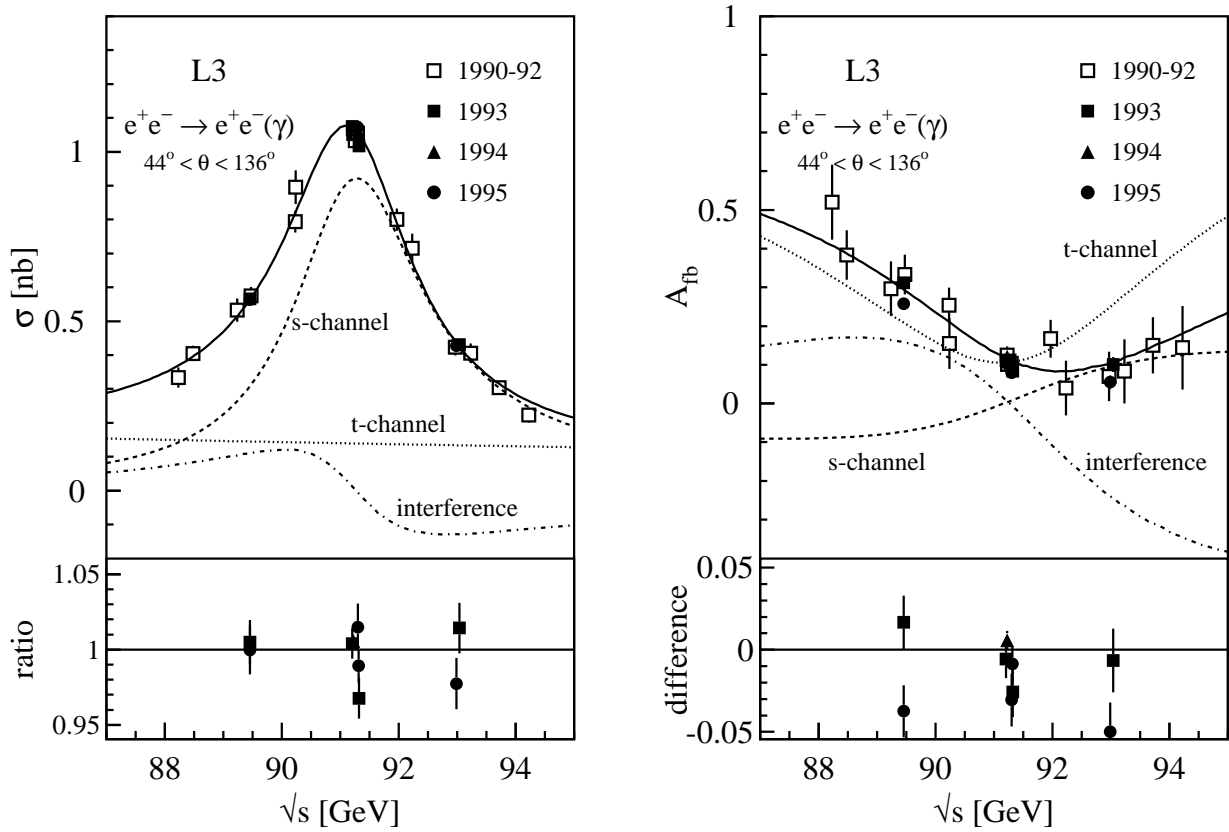 L3
1990-92
e⁺e⁻ → e⁺e⁻(γ)
1993
44° < θ < 136°
1994
1995
s-channel
t-channel
interference
σ [nb]
1
0.5
0
1.05
1
0.95
ratio
88
90
92
94
√s [GeV]
L3
1990-92
e⁺e⁻ → e⁺e⁻(γ)
1993
44° < θ < 136°
1994
1995
t-channel
s-channel
interference
A_fb
1
0.5
0
0.05
0
-0.05
difference
88
90
92
94
√s [GeV]